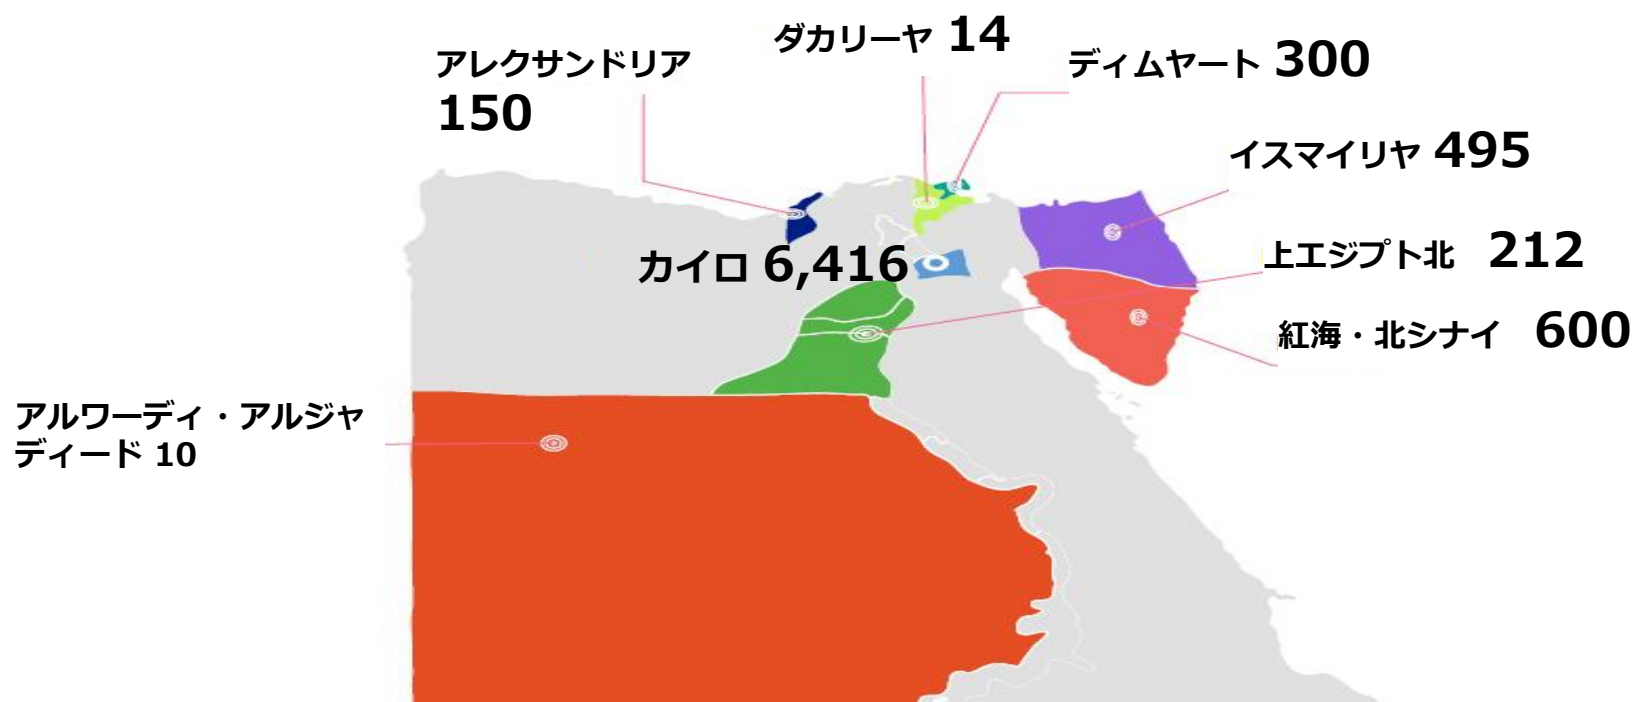 アレクサンドリア
150
ダカリーヤ 14
ディムヤート 300
イスマイリヤ 495
カイロ 6,416
上エジプト北 212
紅海・北シナイ 600
アルワーディ・アルジャ
ディード 10